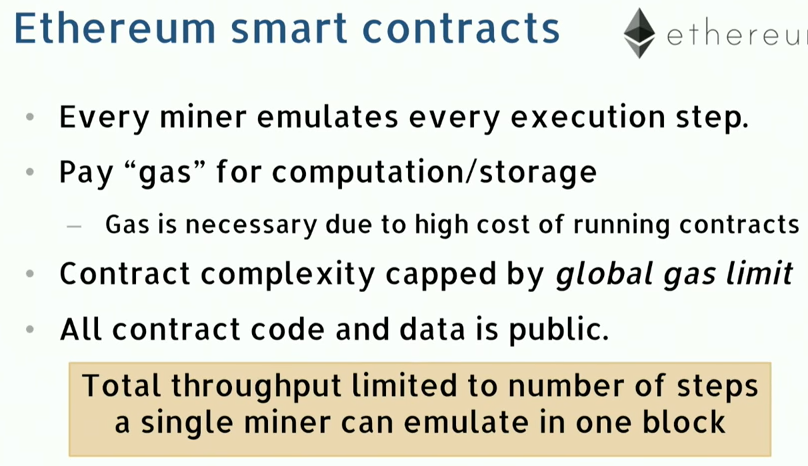 Ethereum smart contracts
ethereu
• Every miner emulates every execution step.
• Pay “gas” for computation/storage
– Gas is necessary due to high cost of running contracts
• Contract complexity capped by global gas limit
• All contract code and data is public.
Total throughput limited to number of steps
a single miner can emulate in one block